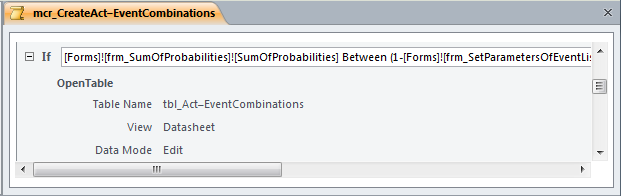 mcr_CreateAct–EventCombinations
If [Forms]![frm_SumOfProbabilities]![SumOfProbabilities] Between (1-[Forms]![frm_SetParametersOfEventLis
OpenTable
Table Name tbl_Act–EventCombinations
View Datasheet
Data Mode Edit